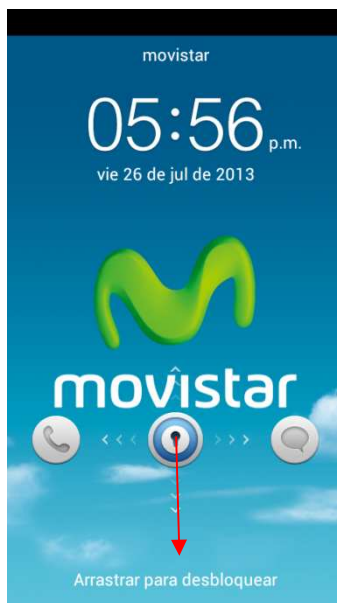 movistar
05:56 p.m.
vie 26 de jul de 2013
movistar
Arrastrar para desbloquear